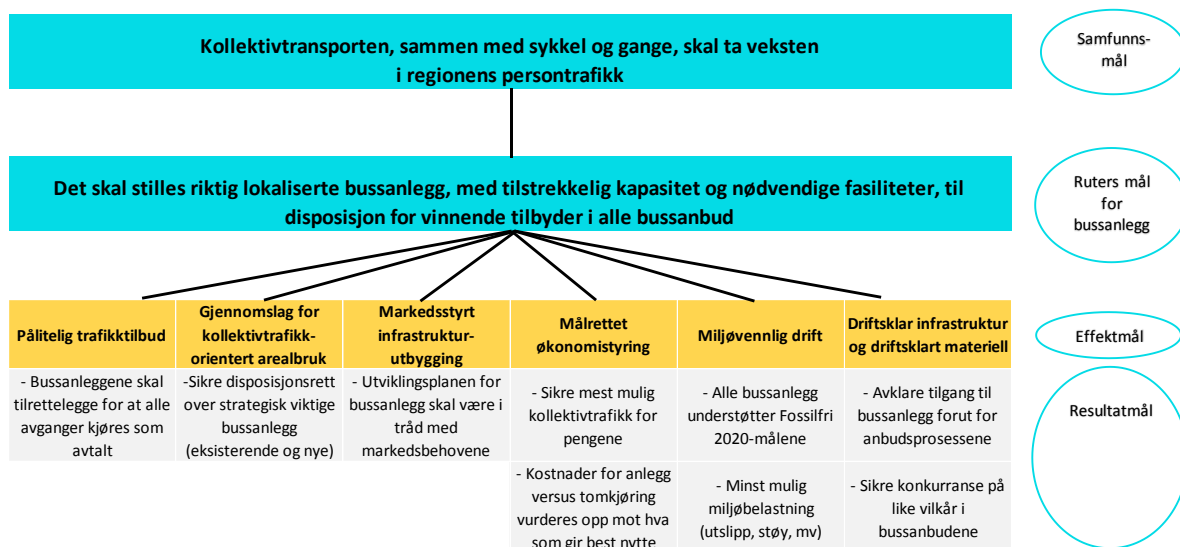 Kollektivtransporten, sammen med sykkel og gange, skal ta veksten
i regionens persontrafikk
Samfunns-
mål
Det skal stilles riktig lokaliserte bussanlegg, med tilstrekkelig kapasitet og nødvendige fasiliteter, til
disposisjon for vinnende tilbyder i alle bussanbud
Ruters mål
for
bussanlegg
Pålitelig trafikktilbud
Gjennomslag for
kollektivtrafikk-
orientert arealbruk
Markedsstyrt
infrastruktur-
utbygging
Målrettet
økonomistyring
Miljøvennlig drift
Driftsklar infrastruktur
og driftsklart materiell
Effektmål
- Bussanleggene skal
tilrettelegge for at alle
avganger kjøres som
avtalt
-Sikre disposisjonsrett
over strategisk viktige
bussanlegg
(eksisterende og nye)
- Utviklingsplanen for
bussanlegg skal være i
tråd med
markedsbehovene
- Sikre mest mulig
kollektivtrafikk for
pengene
- Alle bussanlegg
understøtter Fossilfri
2020-målene
- Avklare tilgang til
bussanlegg forut for
anbudsprosessene
Resultatmål
- Kostnader for anlegg
versus tomkjøring
vurderes opp mot hva
som gir best nytte
- Minst mulig
miljøbelastning
(utslipp, støy, mv)
- Sikre konkurranse på
like vilkår i
bussanbudene